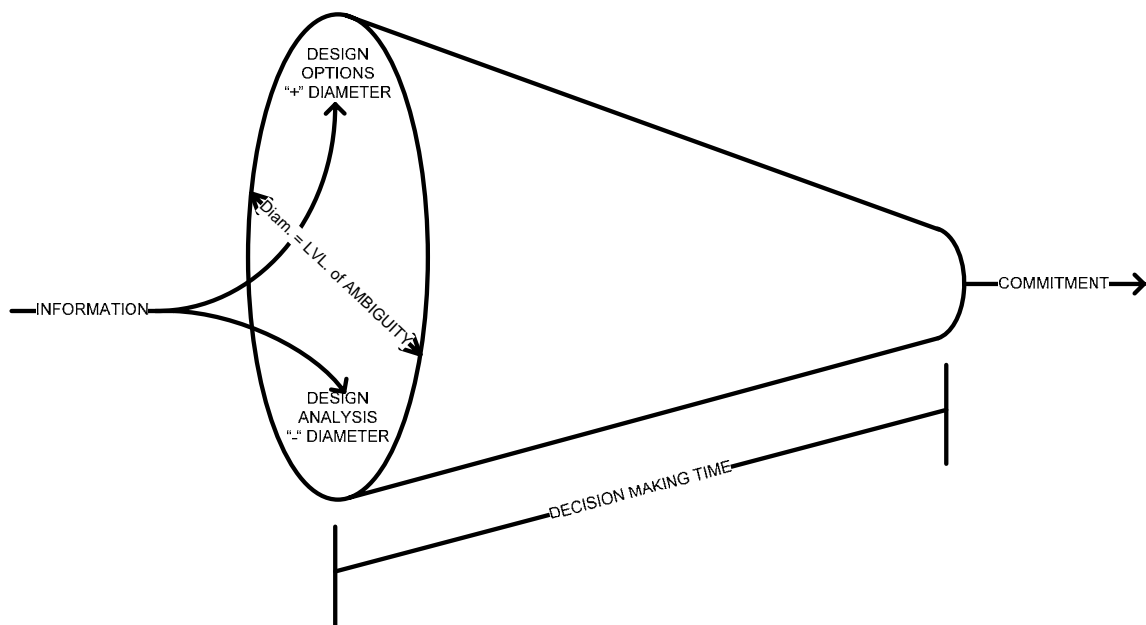 DESIGN
OPTIONS
“+” DIAMETER
Diam. = LVL. of AMBIGUITY
INFORMATION
COMMITMENT
DESIGN
ANALYSIS
“-“ DIAMETER
DECISION MAKING TIME